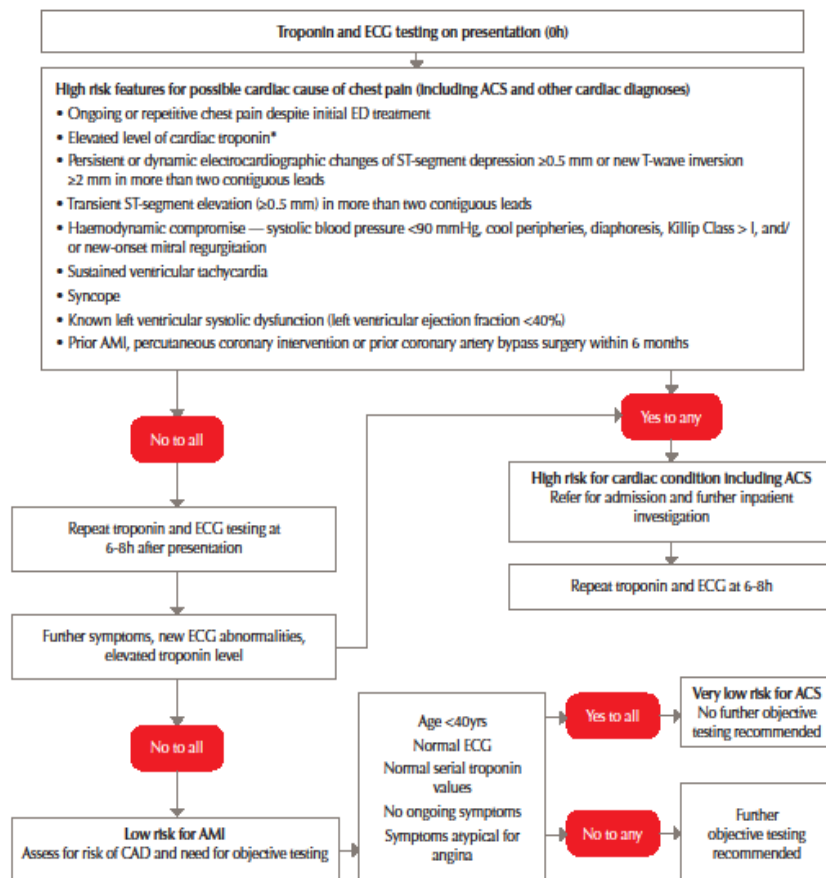 Troponin and ECG testing on presentation (0h)
High risk features for possible cardiac cause of chest pain (including ACS and other cardiac diagnoses)
• Ongoing or repetitive chest pain despite initial ED treatment
• Elevated level of cardiac troponin*
• Persistent or dynamic electrocardiographic changes of ST-segment depression ≥0.5 mm or new T-wave inversion
≥2 mm in more than two contiguous leads
• Transient ST-segment elevation (≥0.5 mm) in more than two contiguous leads
• Haemodynamic compromise — systolic blood pressure <90 mmHg, cool peripheries, diaphoresis, Killip Class > I, and/
or new-onset mitral regurgitation
• Sustained ventricular tachycardia
• Syncope
• Known left ventricular systolic dysfunction (left ventricular ejection fraction <40%)
• Prior AMI, percutaneous coronary intervention or prior coronary artery bypass surgery within 6 months
No to all
Yes to any
High risk for cardiac condition including ACS
Refer for admission and further inpatient
investigation
Repeat troponin and ECG testing at
6-8h after presentation
Repeat troponin and ECG at 6-8h
Further symptoms, new ECG abnormalities,
elevated troponin level
No to all
Low risk for AMI
Assess for risk of CAD and need for objective testing
Age <40yrs
Normal ECG
Normal serial troponin
values
No ongoing symptoms
Symptoms atypical for
angina
Yes to all
Very low risk for ACS
No further objective
testing recommended
No to any
Further
objective testing
recommended